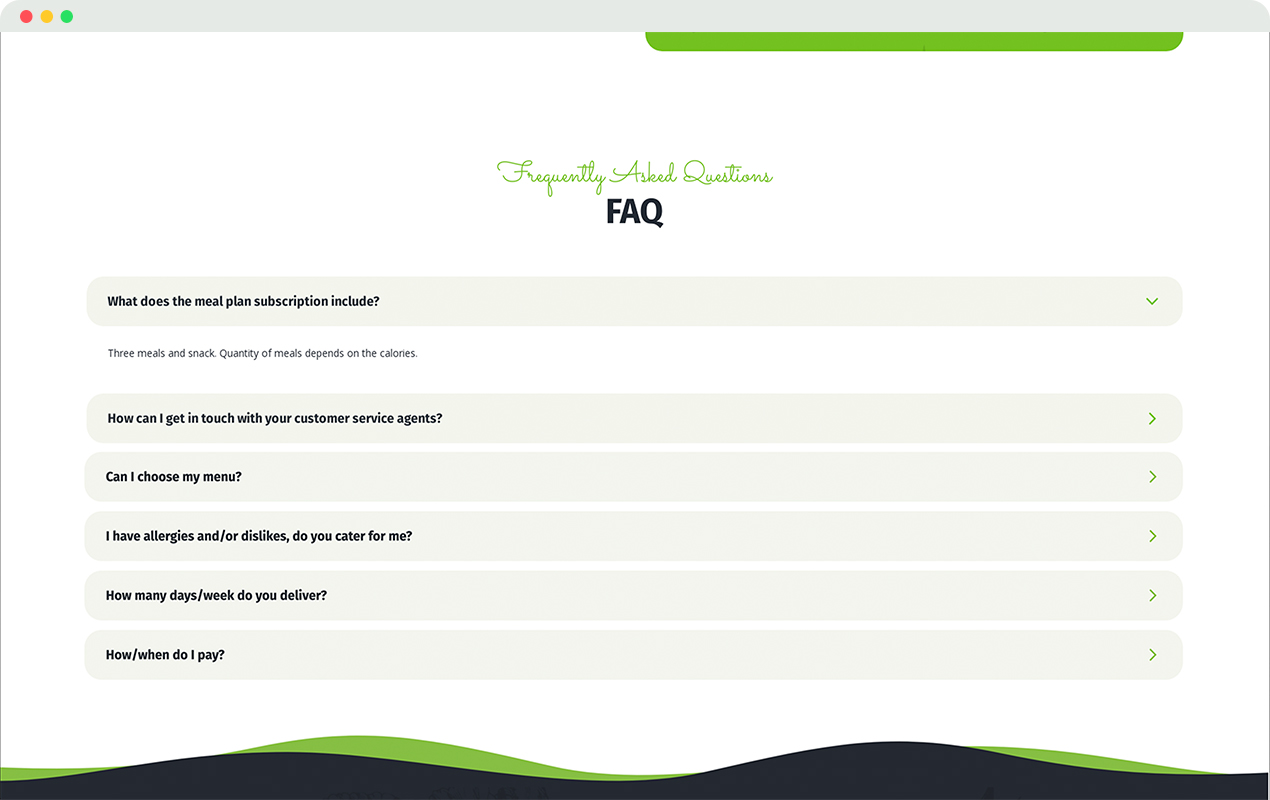 Frequently Asked Questions
FAQ
What does the meal plan subscription include?
Three meals and snack. Quantity of meals depends on the calories.
How can I get in touch with your customer service agents?
Can I choose my menu?
I have allergies and/or dislikes, do you cater for me?
How many days/week do you deliver?
How/when do I pay?